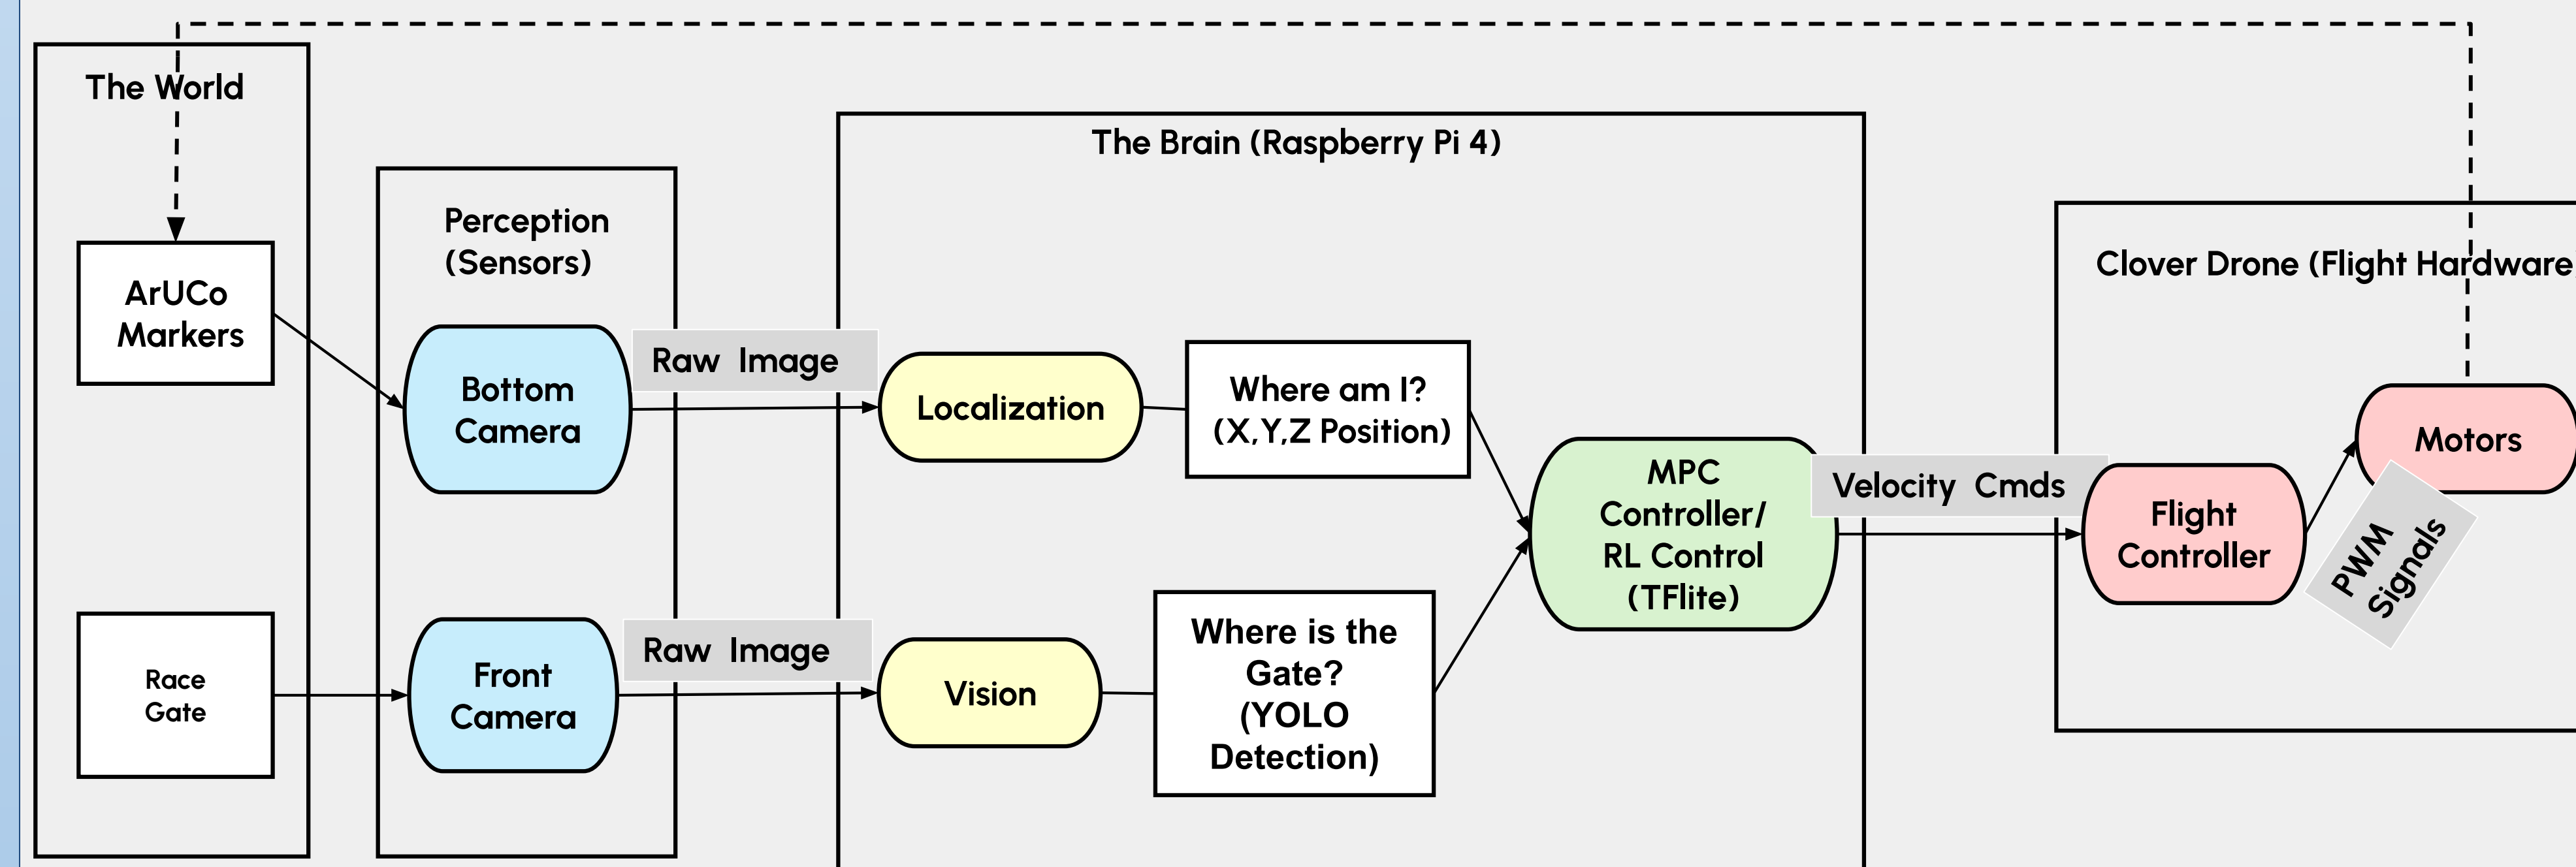 The World
ArUCo
Markers
Race
Gate
Perception
(Sensors)
Bottom
Camera
Front
Camera
Raw Image
Raw Image
The Brain (Raspberry Pi 4)
Localization
Vision
Where am I?
(X,Y,Z Position)
Where is the
Gate?
(YOLO
Detection)
MPC
Controller/
RL Control
(TFlite)
Velocity Cmds
Clover Drone (Flight Hardware
Flight
Controller
Motors
PWM
Signals